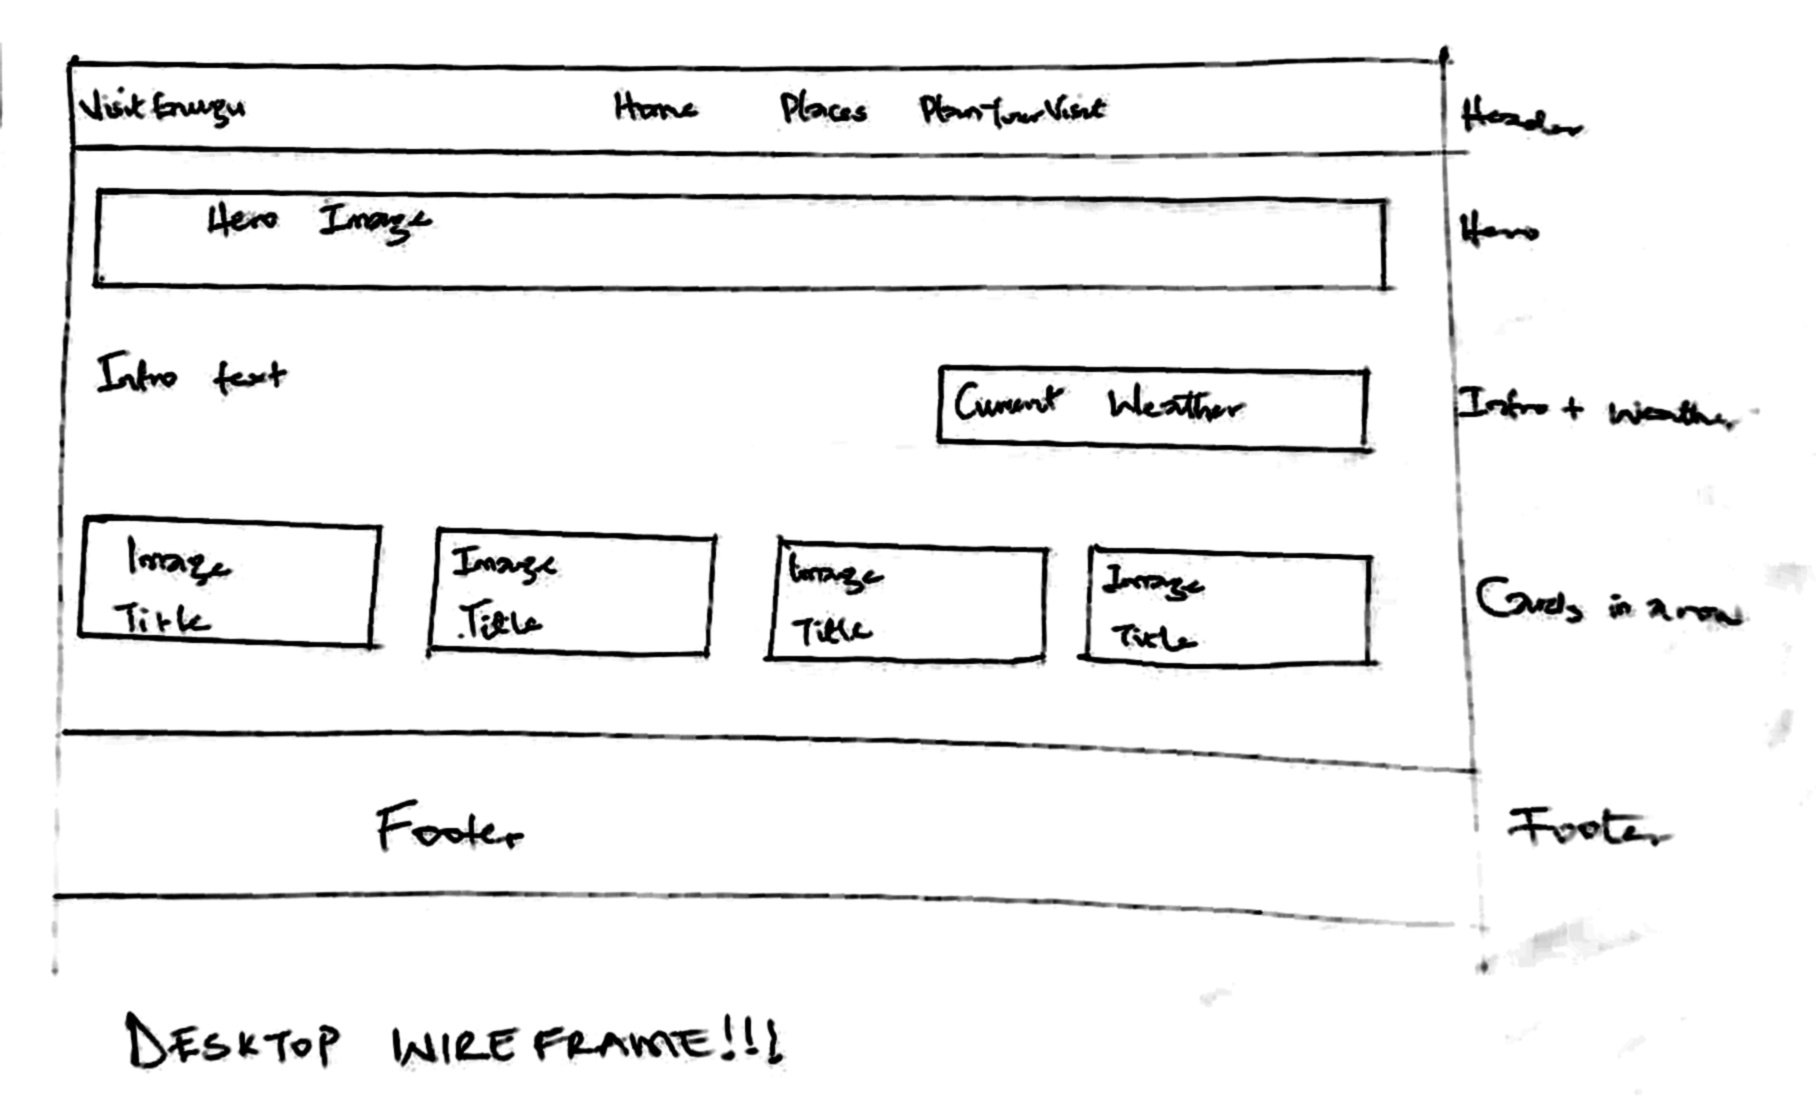 Visit Enugu Home Places Plan Your Visit Header
Hero Image Hero
Intro text Current Weather Intro + weather
Image Image Image Image
Title Title Title Title Cards in a row
Footer Footer
DESKTOP WIREFRAME!!!